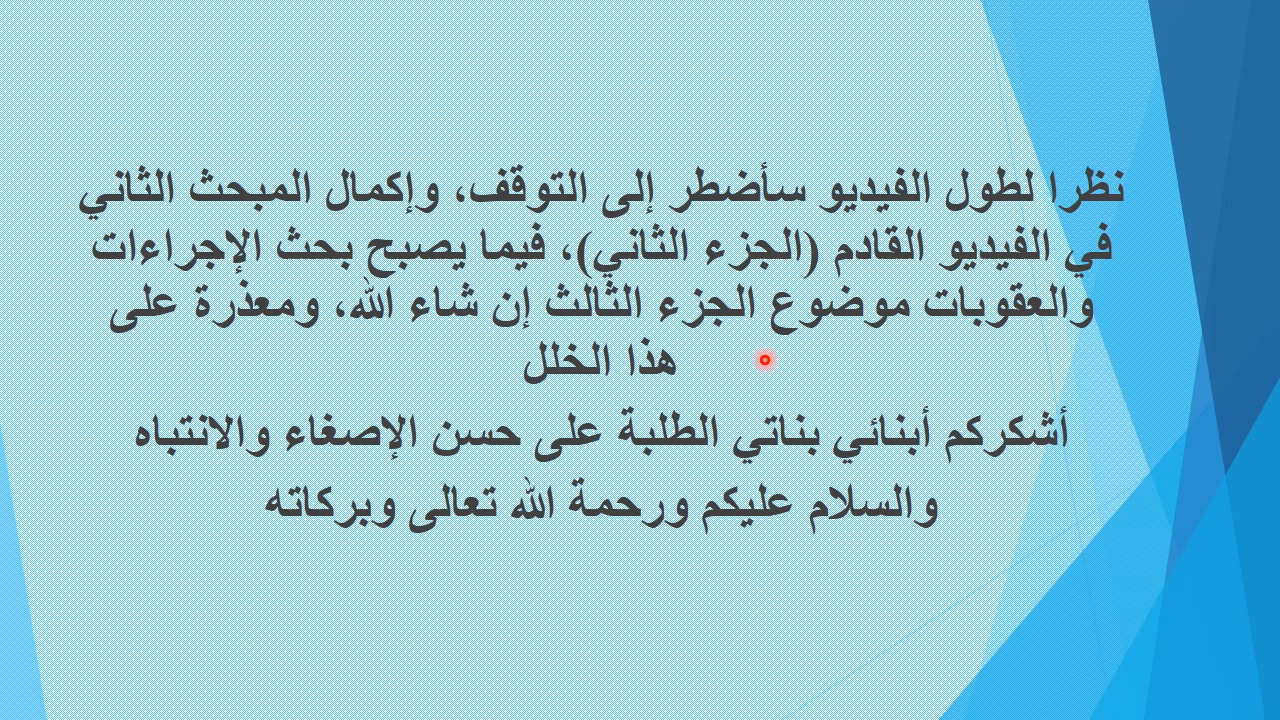 نظرا لطول الفيديو سأضطر إلى التوقف، وإكمال المبحث الثاني
في الفيديو القادم (الجزء الثاني)، فيما يصبح بحث الإجراءات
والعقوبات موضوع الجزء الثالث إن شاء الله، ومعذرة على
هذا الخلل
أشكركم أبنائي بناتي الطلبة على حسن الإصغاء والانتباه
والسلام عليكم ورحمة الله تعالى وبركاته